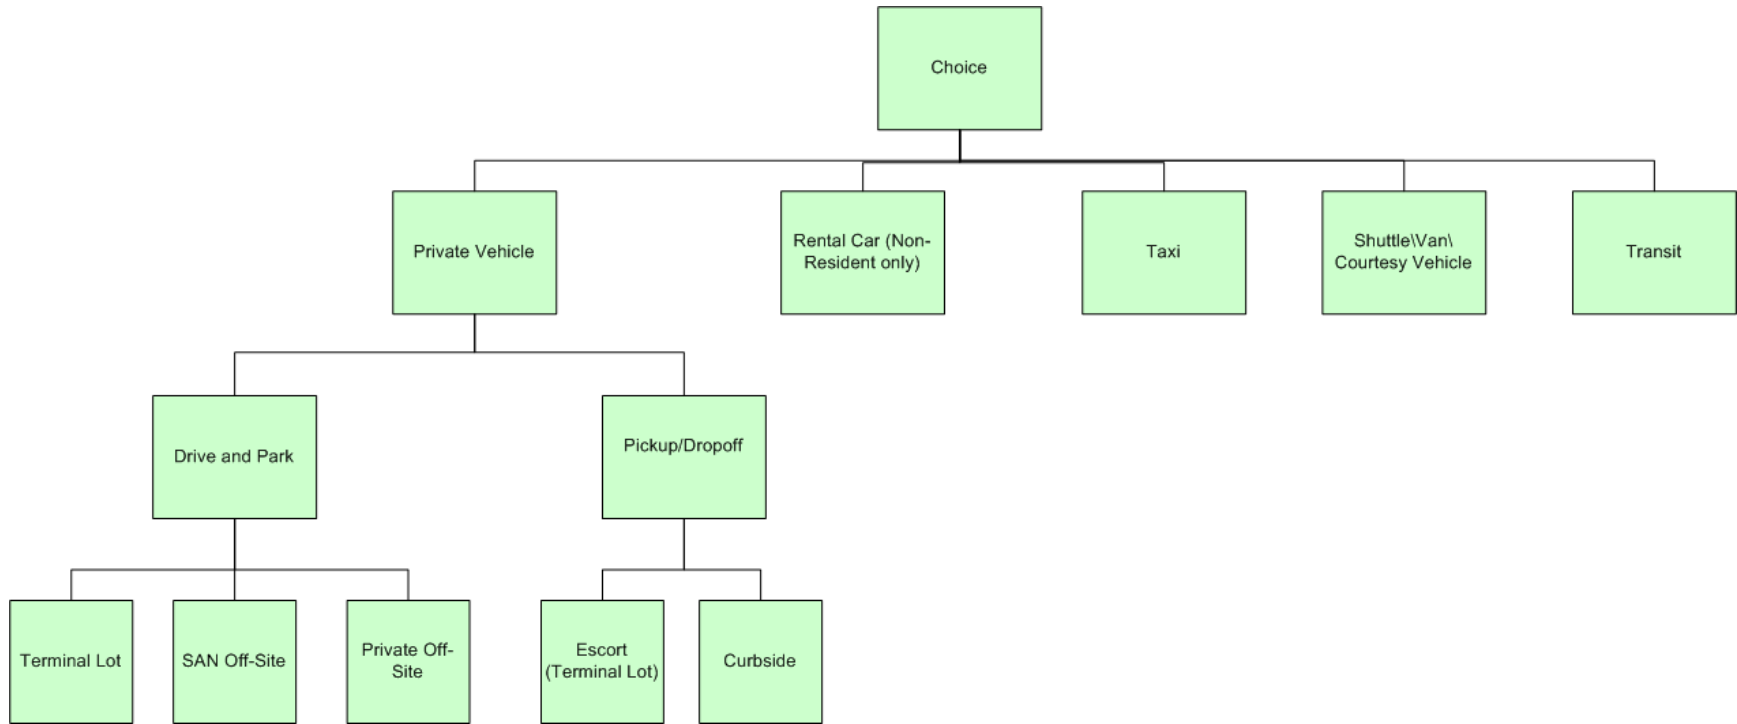 Choice
Private Vehicle
Rental Car (Non-
Resident only)
Taxi
Shuttle\Van\
Courtesy Vehicle
Transit
Drive and Park
Pickup/Dropoff
Terminal Lot
SAN Off-Site
Private Off-
Site
Escort
(Terminal Lot)
Curbside